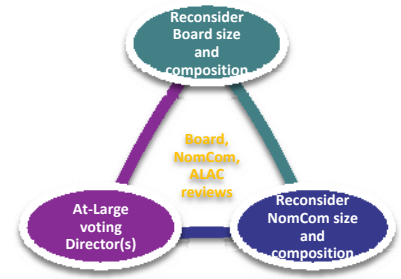 Reconsider
Board size
and
composition
Board,
NomCom,
ALAC
reviews
At-Large
voting
Director(s)
Reconsider
NomCom size
and
composition